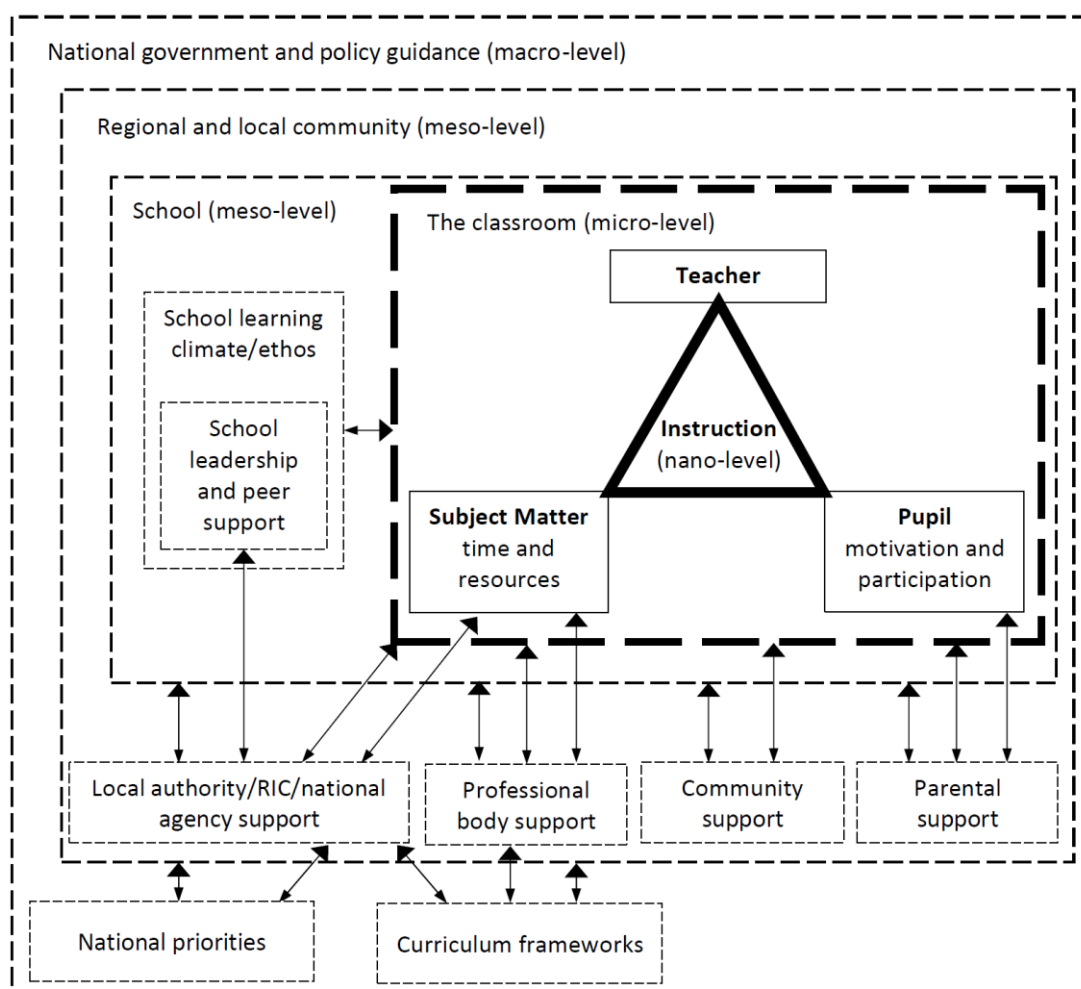 National government and policy guidance (macro-level)
Regional and local community (meso-level)
School (meso-level)
The classroom (micro-level)
Teacher
School learning
climate/ethos
School
leadership
and peer
support
Instruction
(nano-level)
Subject Matter
time and
resources
Pupil
motivation and
participation
Local authority/RIC/national
agency support
Professional
body support
Community
support
Parental
support
National priorities
Curriculum frameworks